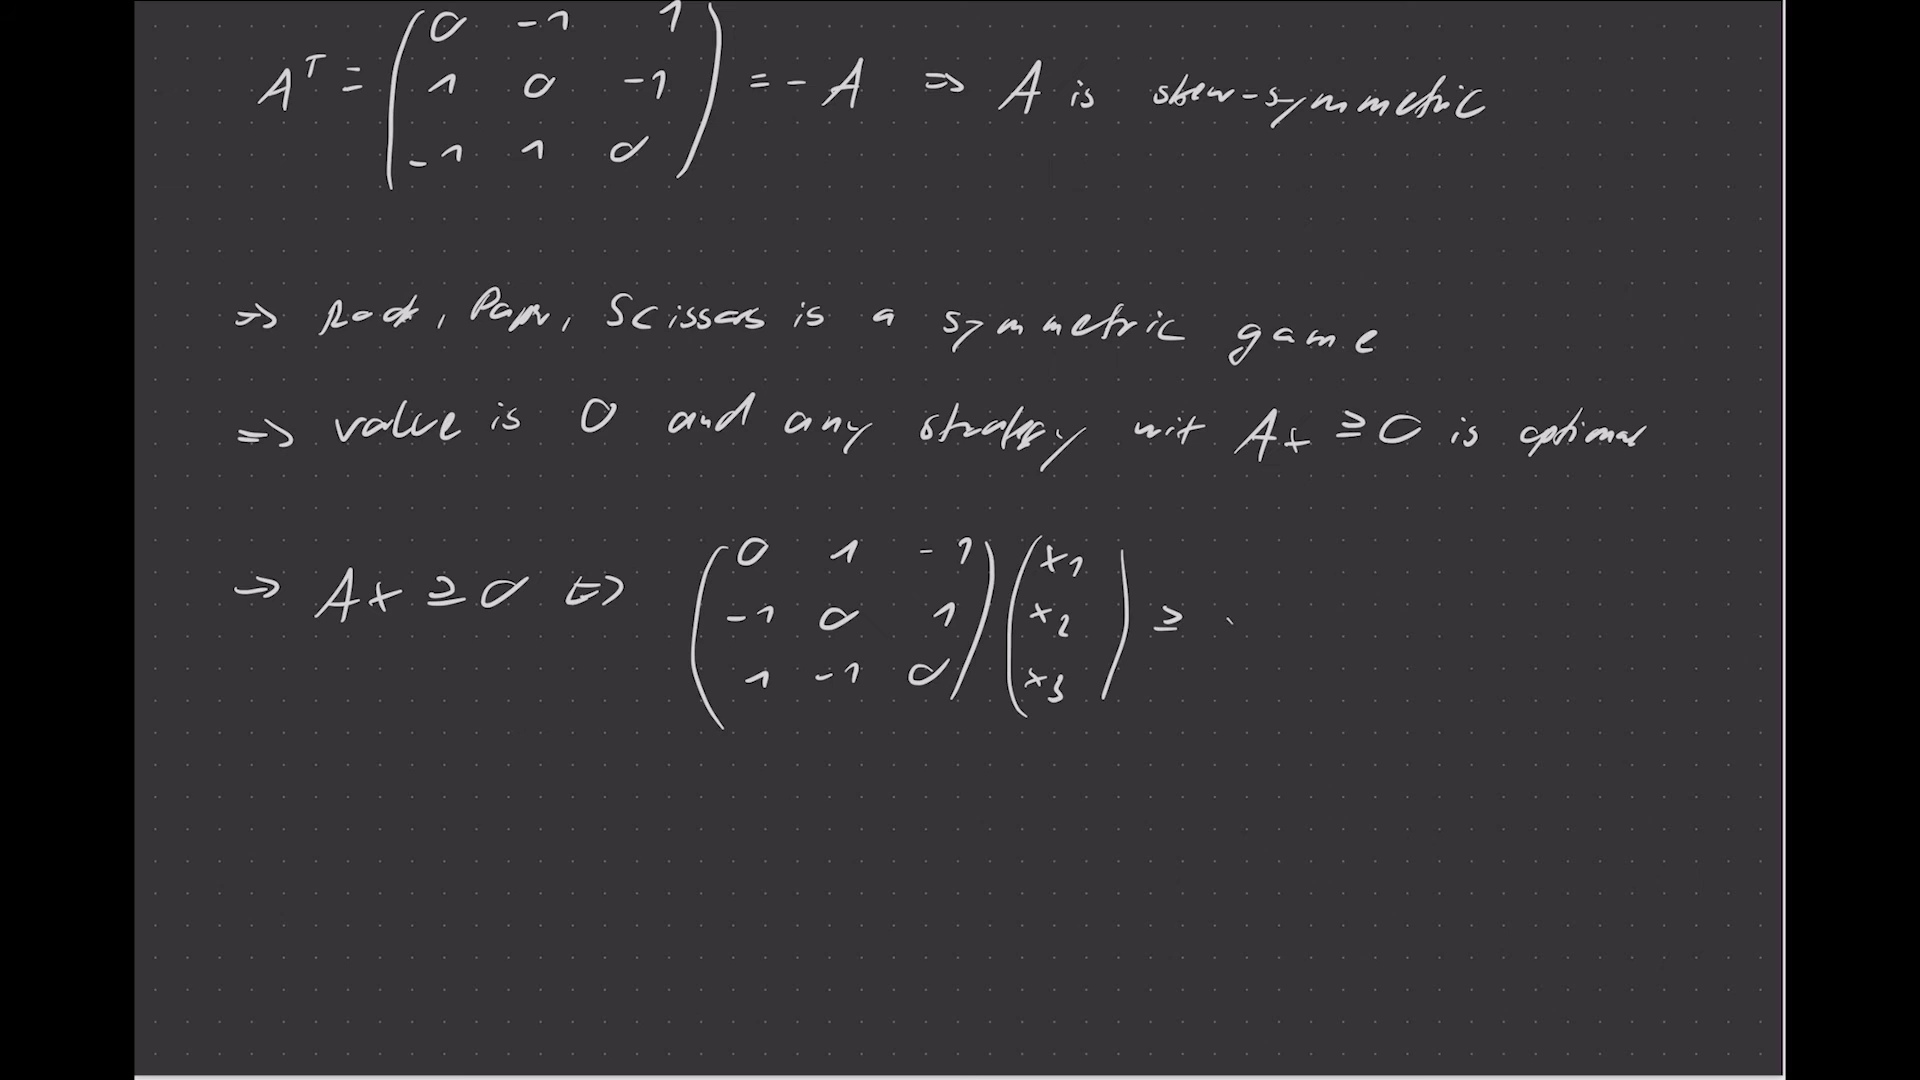 Aᵀ = ( 0 -1 1 ; 1 0 -1 ; -1 1 0 ) = -A ⇒ A is skew-symmetric
⇒ Rock, Paper, Scissors is a symmetric game
⇒ value is 0 and any strategy wit Ax ≥ 0 is optimal
→ Ax ≥ 0 ⇔ ( 0 1 -1 ; -1 0 1 ; 1 -1 0 ) ( x₁ ; x₂ ; x₃ ) ≥